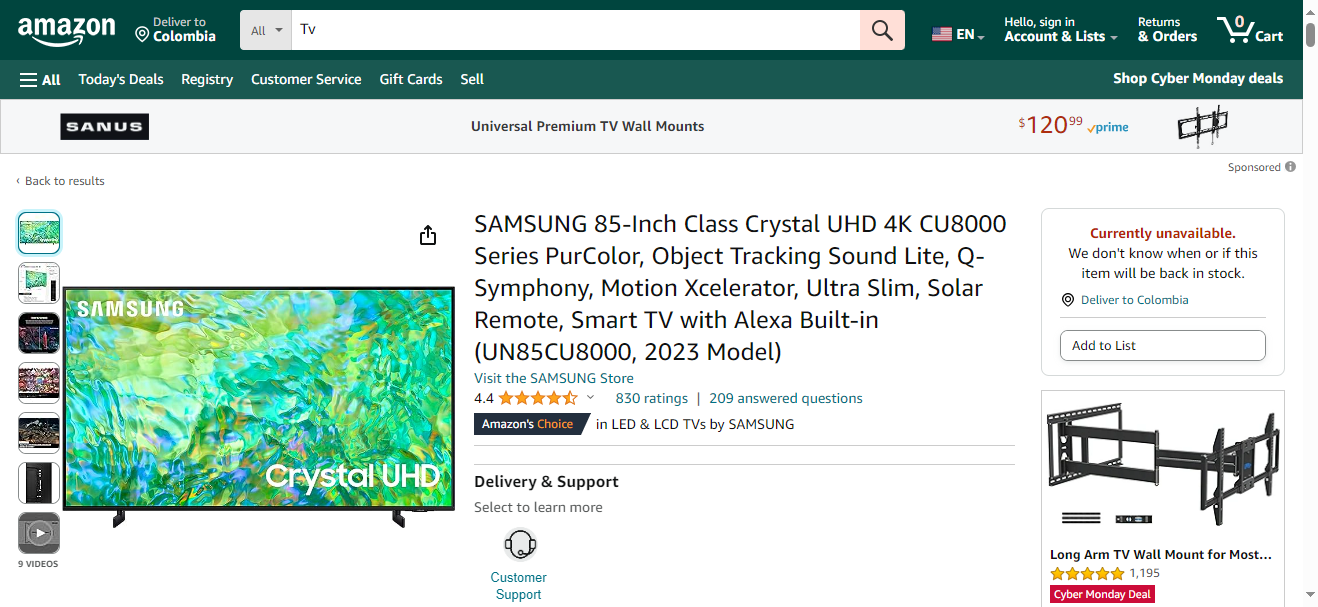 amazon
Deliver to
Colombia
All
Tv
EN
Hello, sign in
Account & Lists
Returns
& Orders
0
Cart
All
Today's Deals
Registry
Customer Service
Gift Cards
Sell
Shop Cyber Monday deals
SANUS
Universal Premium TV Wall Mounts
$120 99
prime
Sponsored
‹ Back to results
SAMSUNG
Crystal UHD
9 VIDEOS
SAMSUNG 85-Inch Class Crystal UHD 4K CU8000
Series PurColor, Object Tracking Sound Lite, Q-
Symphony, Motion Xcelerator, Ultra Slim, Solar
Remote, Smart TV with Alexa Built-in
(UN85CU8000, 2023 Model)
Visit the SAMSUNG Store
4.4
830 ratings | 209 answered questions
Amazon's Choice in LED & LCD TVs by SAMSUNG
Delivery & Support
Select to learn more
Customer
Support
Currently unavailable.
We don't know when or if this
item will be back in stock.
Deliver to Colombia
Add to List
Long Arm TV Wall Mount for Most...
1,195
Cyber Monday Deal